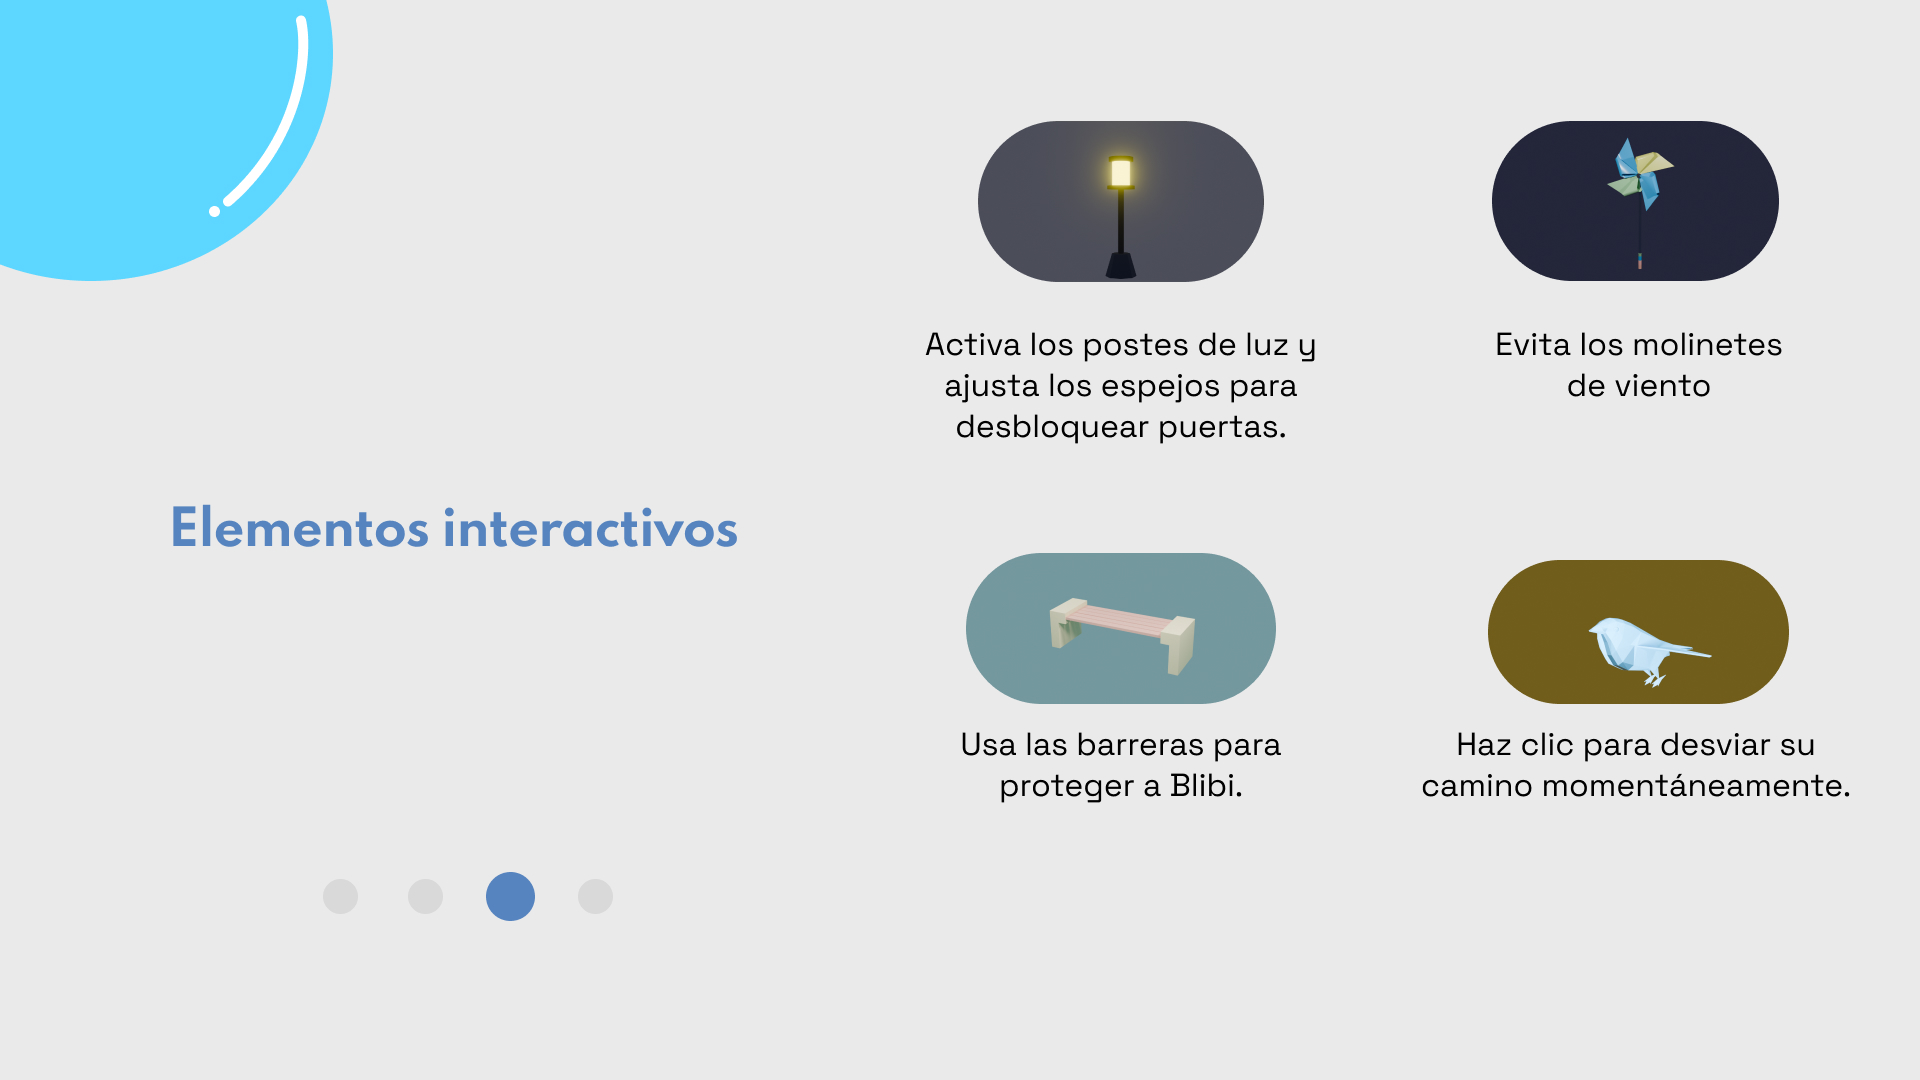 Elementos interactivos
Activa los postes de luz y
ajusta los espejos para
desbloquear puertas.
Evita los molinetes
de viento
Usa las barreras para
proteger a Blibi.
Haz clic para desviar su
camino momentáneamente.